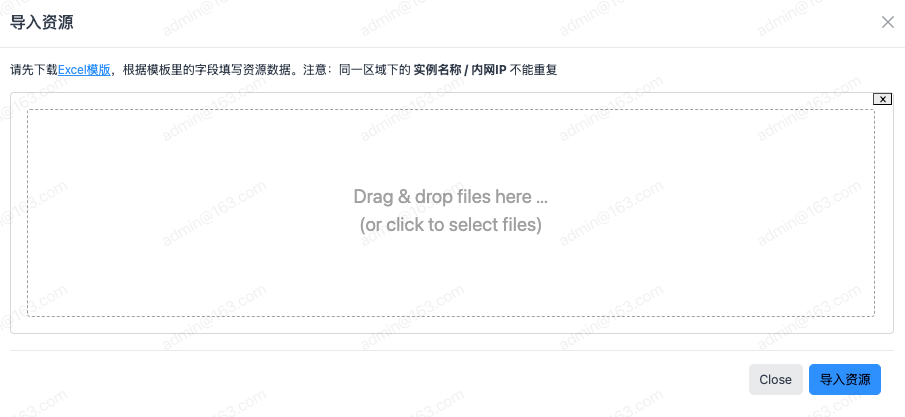 导入资源
请先下载Excel模版，根据模板里的字段填写资源数据。注意：同一区域下的 实例名称 / 内网IP 不能重复
x
Drag & drop files here ...
(or click to select files)
Close
导入资源
admin@163.com